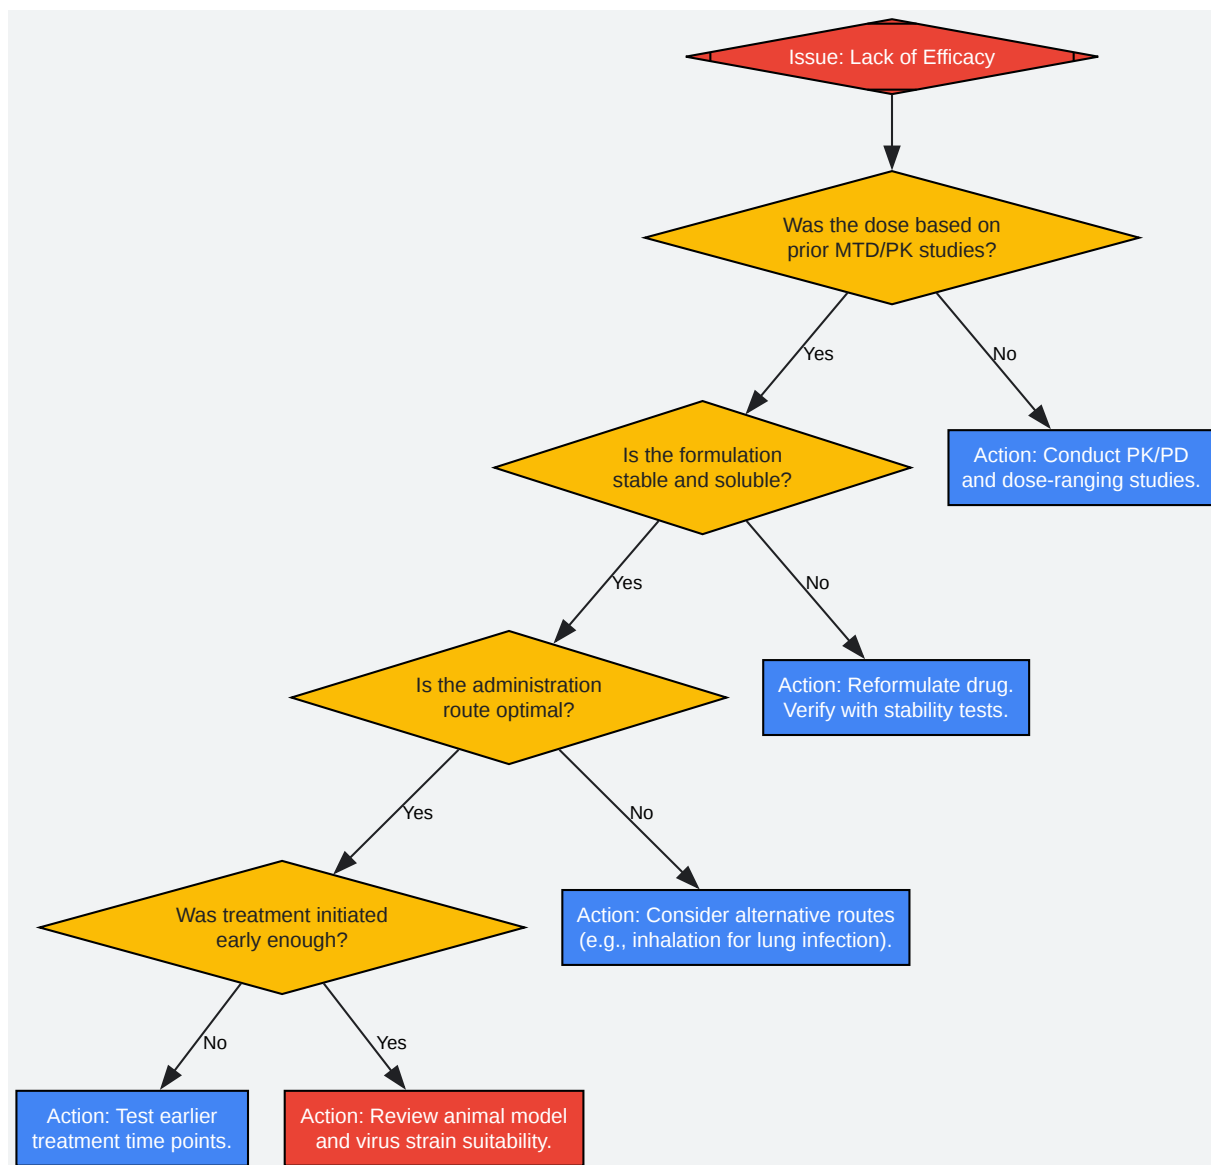 Issue: Lack of Efficacy
Was the dose based on
prior MTD/PK studies?
Yes
No
Is the formulation
stable and soluble?
Action: Conduct PK/PD
and dose-ranging studies.
Yes
No
Is the administration
route optimal?
Action: Reformulate drug.
Verify with stability tests.
Yes
No
Was treatment initiated
early enough?
Action: Consider alternative routes
(e.g., inhalation for lung infection).
No
Yes
Action: Test earlier
treatment time points.
Action: Review animal model
and virus strain suitability.